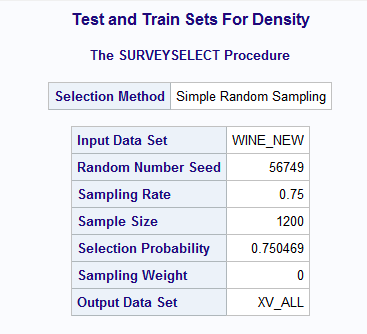 Test and Train Sets For Density
The SURVEYSELECT Procedure
Selection Method Simple Random Sampling
Input Data Set WINE_NEW
Random Number Seed 56749
Sampling Rate 0.75
Sample Size 1200
Selection Probability 0.750469
Sampling Weight 0
Output Data Set XV_ALL